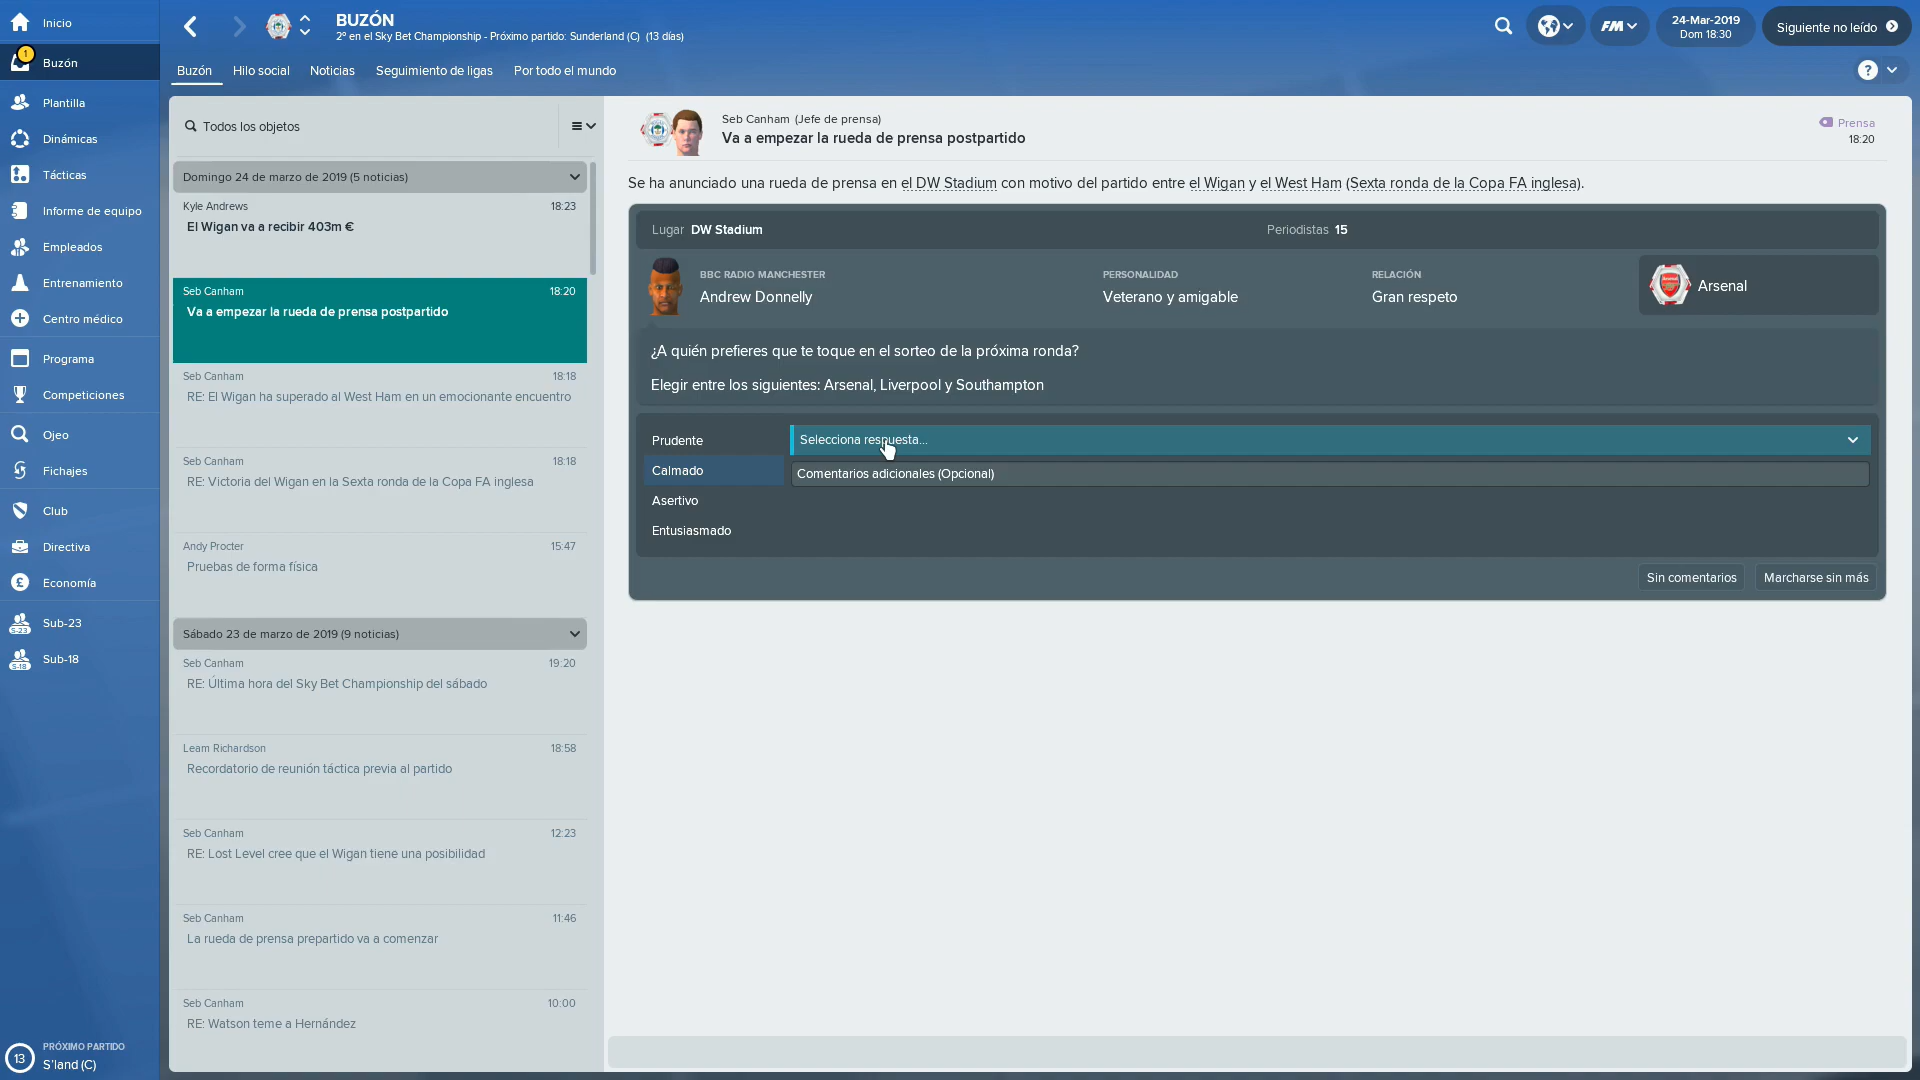 Inicio
1
Buzón
Plantilla
Dinámicas
Tácticas
Informe de equipo
Empleados
Entrenamiento
Centro médico
Programa
Competiciones
Ojeo
Fichajes
Club
Directiva
Economía
S-23
Sub-23
S-18
Sub-18
13
PRÓXIMO PARTIDO
S'land (C)
BUZÓN
2º en el Sky Bet Championship - Próximo partido: Sunderland (C) (13 días)
FM
24-Mar-2019
Dom 18:30
Siguiente no leído
Buzón
Hilo social
Noticias
Seguimiento de ligas
Por todo el mundo
?
Todos los objetos
Domingo 24 de marzo de 2019 (5 noticias)
Kyle Andrews 18:23
El Wigan va a recibir 403m €
Seb Canham 18:20
Va a empezar la rueda de prensa postpartido
Seb Canham 18:18
RE: El Wigan ha superado al West Ham en un emocionante encuentro
Seb Canham 18:18
RE: Victoria del Wigan en la Sexta ronda de la Copa FA inglesa
Andy Procter 15:47
Pruebas de forma física
Sábado 23 de marzo de 2019 (9 noticias)
Seb Canham 19:20
RE: Última hora del Sky Bet Championship del sábado
Leam Richardson 18:58
Recordatorio de reunión táctica previa al partido
Seb Canham 12:23
RE: Lost Level cree que el Wigan tiene una posibilidad
Seb Canham 11:46
La rueda de prensa prepartido va a comenzar
Seb Canham 10:00
RE: Watson teme a Hernández
Seb Canham (Jefe de prensa)
Va a empezar la rueda de prensa postpartido
Prensa
18:20
Se ha anunciado una rueda de prensa en el DW Stadium con motivo del partido entre el Wigan y el West Ham (Sexta ronda de la Copa FA inglesa).
Lugar DW Stadium
Periodistas 15
BBC RADIO MANCHESTER
Andrew Donnelly
PERSONALIDAD
Veterano y amigable
RELACIÓN
Gran respeto
Arsenal
¿A quién prefieres que te toque en el sorteo de la próxima ronda?
Elegir entre los siguientes: Arsenal, Liverpool y Southampton
Prudente
Calmado
Asertivo
Entusiasmado
Selecciona respuesta...
Comentarios adicionales (Opcional)
Sin comentarios
Marcharse sin más